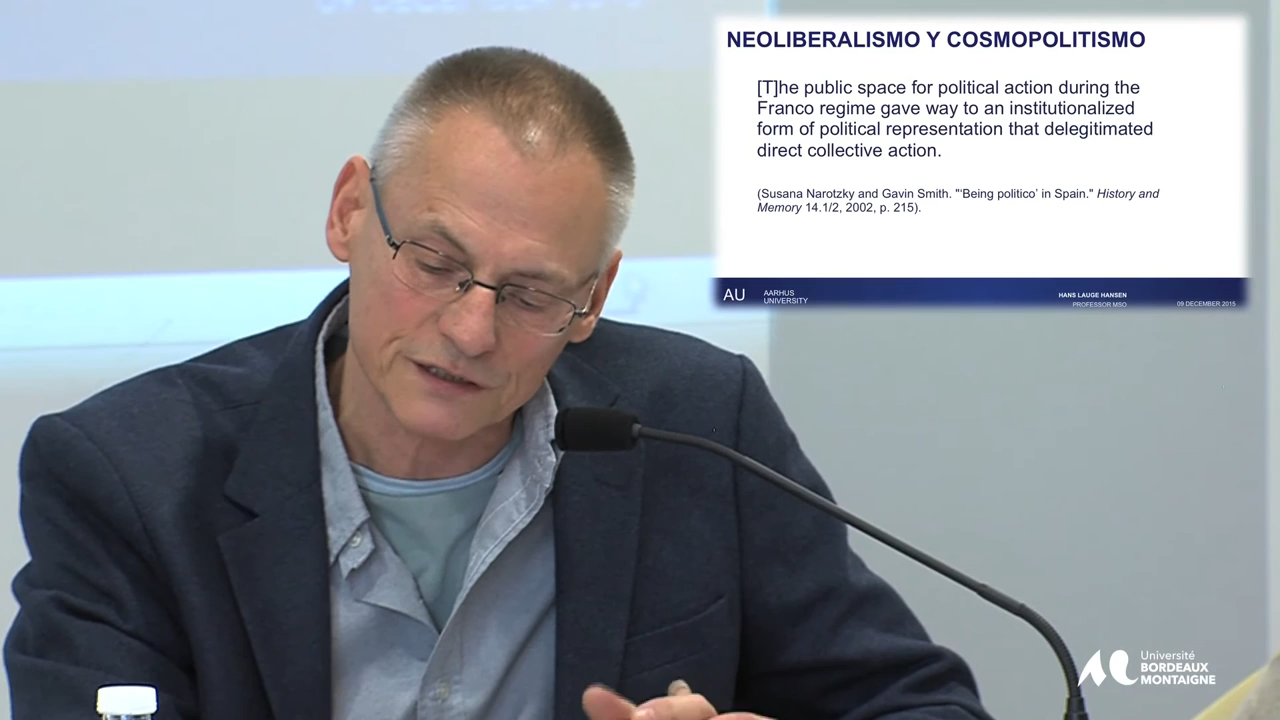 NEOLIBERALISMO Y COSMOPOLITISMO
[T]he public space for political action during the
Franco regime gave way to an institutionalized
form of political representation that delegitimated
direct collective action.
(Susana Narotzky and Gavin Smith. "'Being politico' in Spain." History and
Memory 14.1/2, 2002, p. 215).
AU
AARHUS
UNIVERSITY
HANS LAUGE HANSEN
PROFESSOR MSO
09 DECEMBER 2015
Université
BORDEAUX
MONTAIGNE